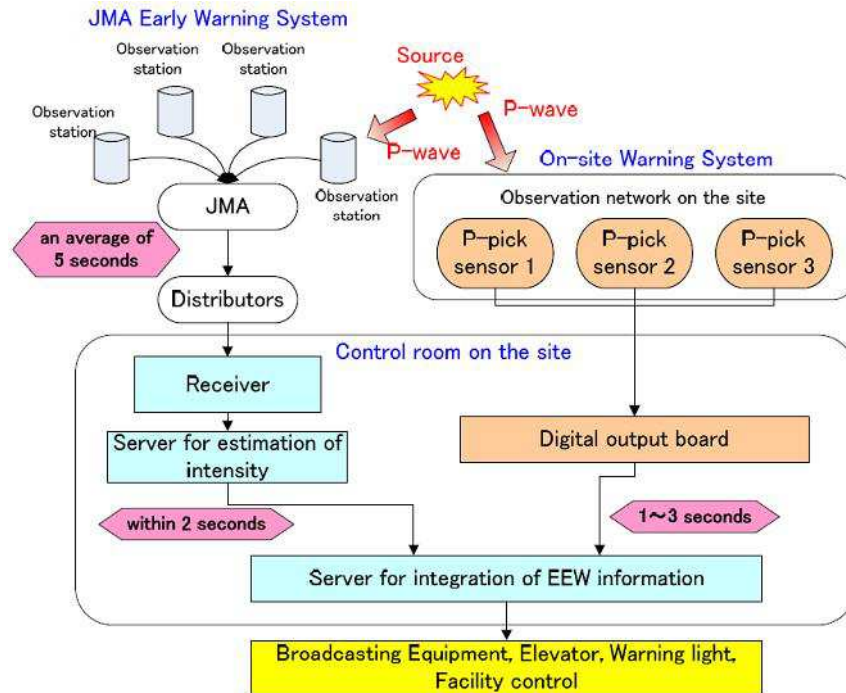 JMA Early Warning System
Observation
station
Observation
station
Observation
station
Observation
station
Source
P-wave
P-wave
On-site Warning System
Observation network on the site
P-pick
sensor 1
P-pick
sensor 2
P-pick
sensor 3
JMA
an average of
5 seconds
Distributors
Control room on the site
Receiver
Server for estimation of
intensity
Digital output board
within 2 seconds
1~3 seconds
Server for integration of EEW information
Broadcasting Equipment, Elevator, Warning light,
Facility control